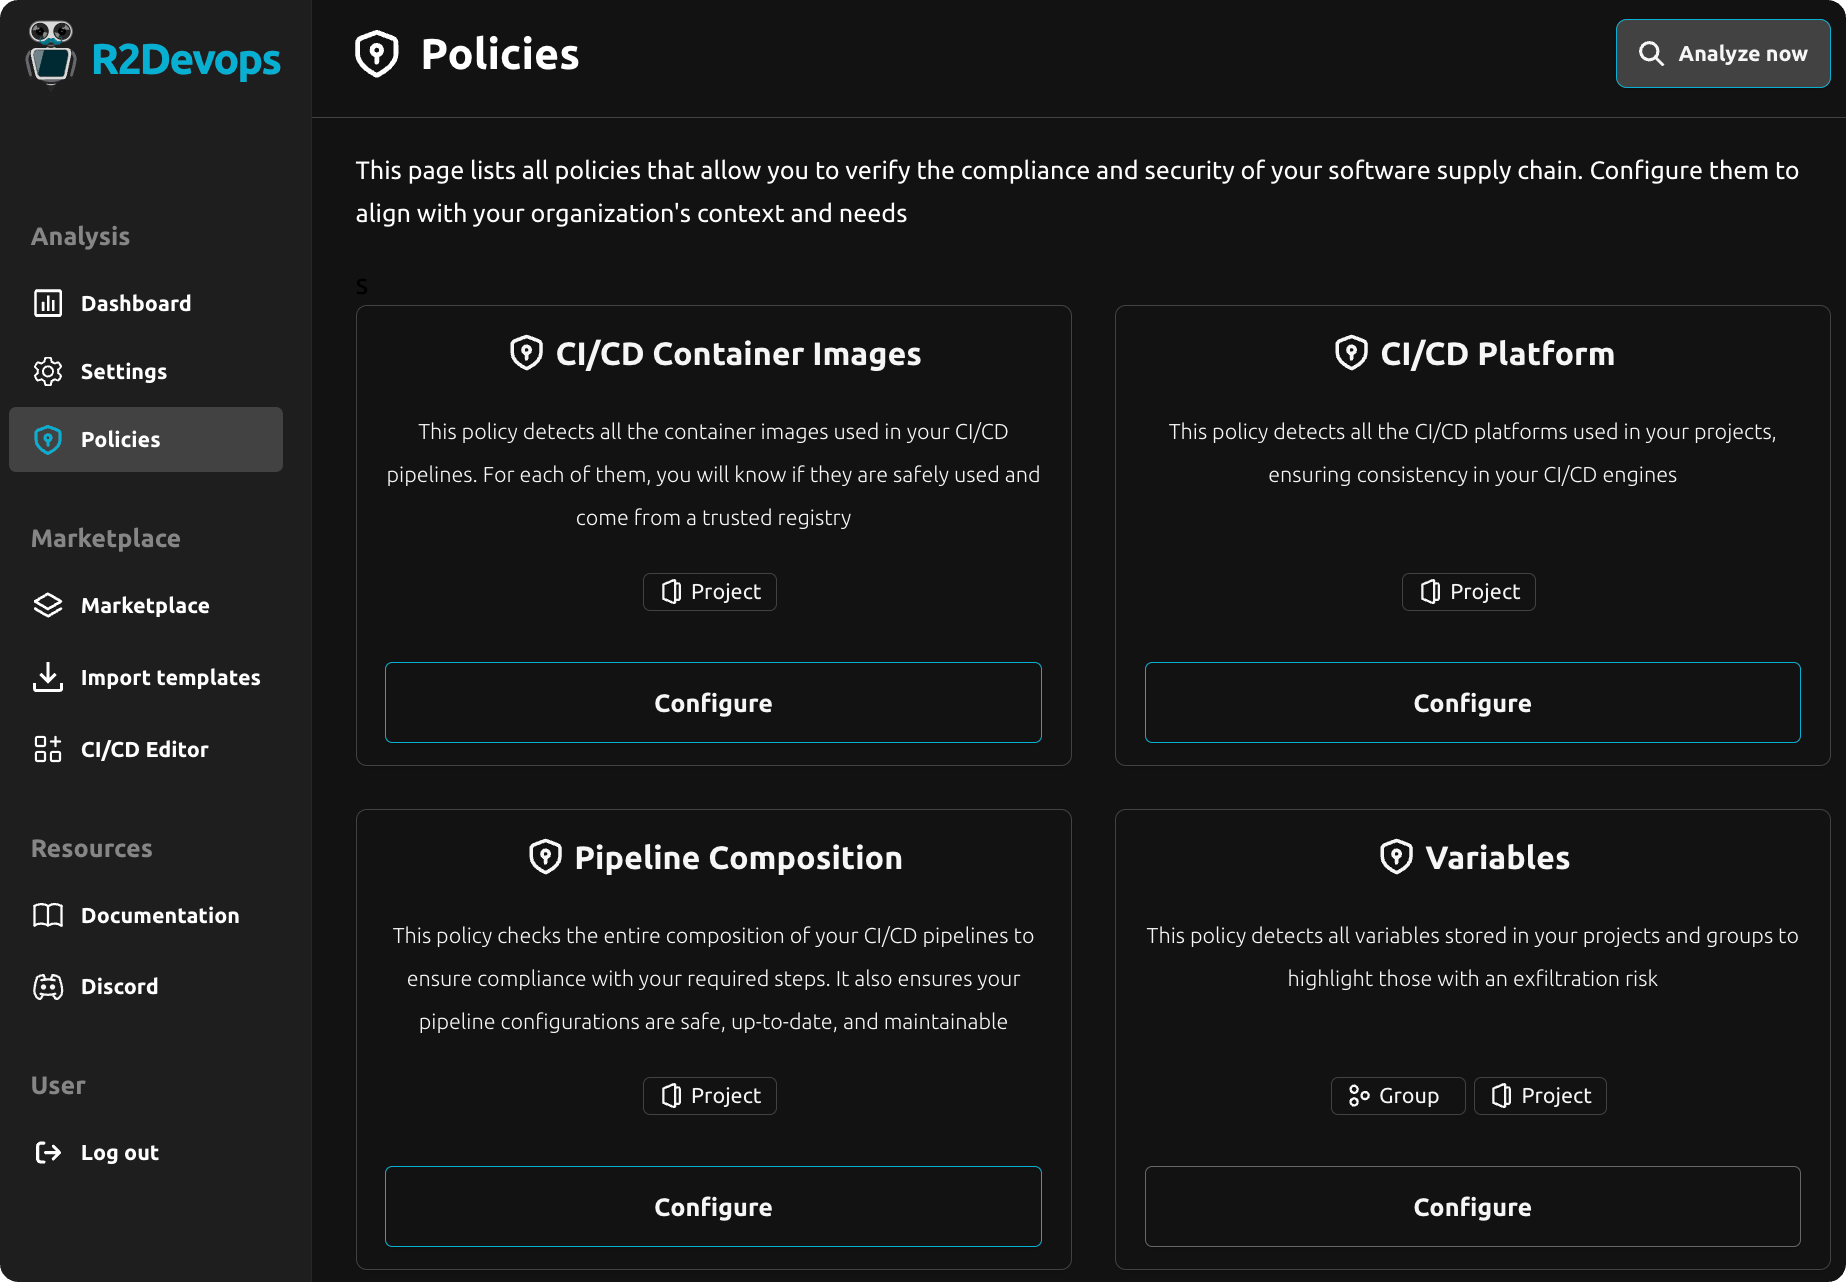 R2Devops
Analysis
Dashboard
Settings
Policies
Marketplace
Marketplace
Import templates
CI/CD Editor
Resources
Documentation
Discord
User
Log out
Policies
Analyze now
This page lists all policies that allow you to verify the compliance and security of your software supply chain. Configure them to
align with your organization's context and needs
s
CI/CD Container Images
This policy detects all the container images used in your CI/CD
pipelines. For each of them, you will know if they are safely used and
come from a trusted registry
Project
Configure
CI/CD Platform
This policy detects all the CI/CD platforms used in your projects,
ensuring consistency in your CI/CD engines
Project
Configure
Pipeline Composition
This policy checks the entire composition of your CI/CD pipelines to
ensure compliance with your required steps. It also ensures your
pipeline configurations are safe, up-to-date, and maintainable
Project
Configure
Variables
This policy detects all variables stored in your projects and groups to
highlight those with an exfiltration risk
Group
Project
Configure